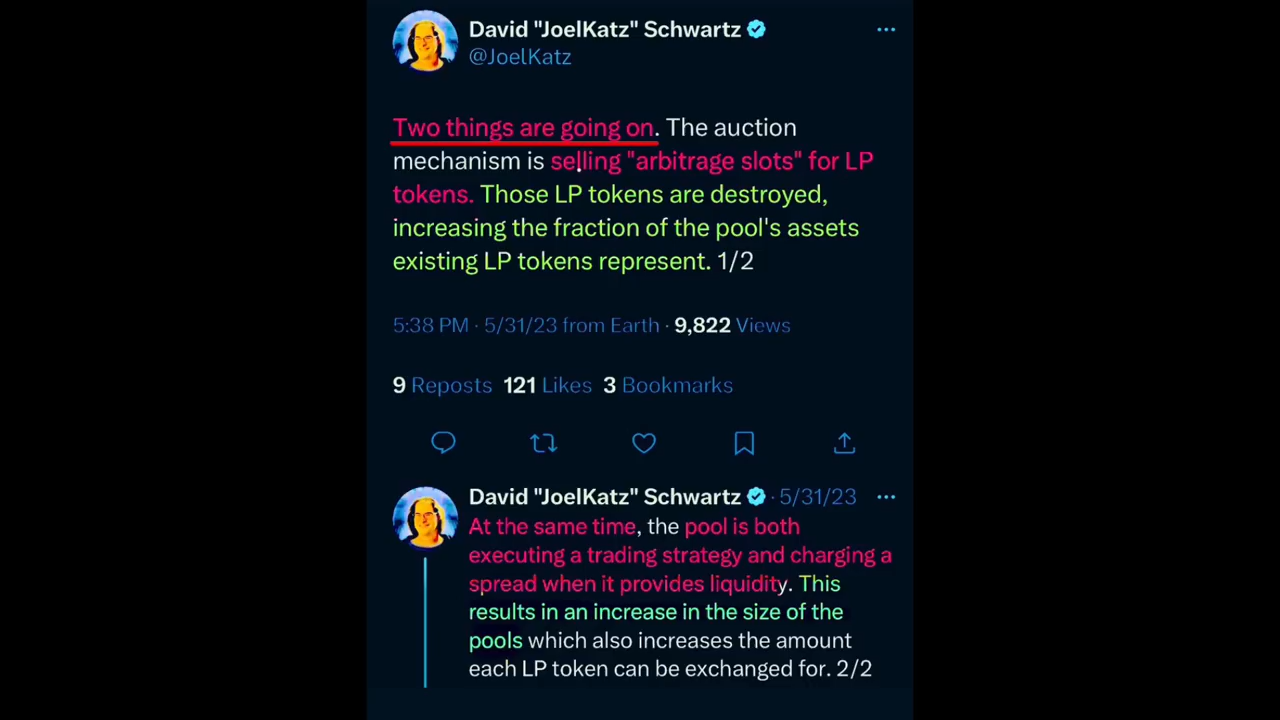 David "JoelKatz" Schwartz
@JoelKatz
Two things are going on. The auction
mechanism is selling "arbitrage slots" for LP
tokens. Those LP tokens are destroyed,
increasing the fraction of the pool's assets
existing LP tokens represent. 1/2
5:38 PM · 5/31/23 from Earth · 9,822 Views
9 Reposts 121 Likes 3 Bookmarks
David "JoelKatz" Schwartz · 5/31/23
At the same time, the pool is both
executing a trading strategy and charging a
spread when it provides liquidity. This
results in an increase in the size of the
pools which also increases the amount
each LP token can be exchanged for. 2/2